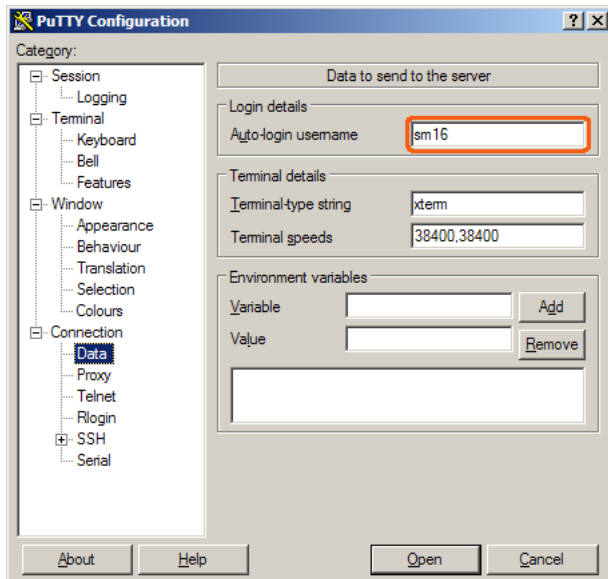 PuTTY Configuration
Category:
Session
Logging
Terminal
Keyboard
Bell
Features
Window
Appearance
Behaviour
Translation
Selection
Colours
Connection
Data
Proxy
Telnet
Rlogin
SSH
Serial
Data to send to the server
Login details
Auto-login username sm16
Terminal details
Terminal-type string xterm
Terminal speeds 38400,38400
Environment variables
Variable Add
Value Remove
About Help Open Cancel